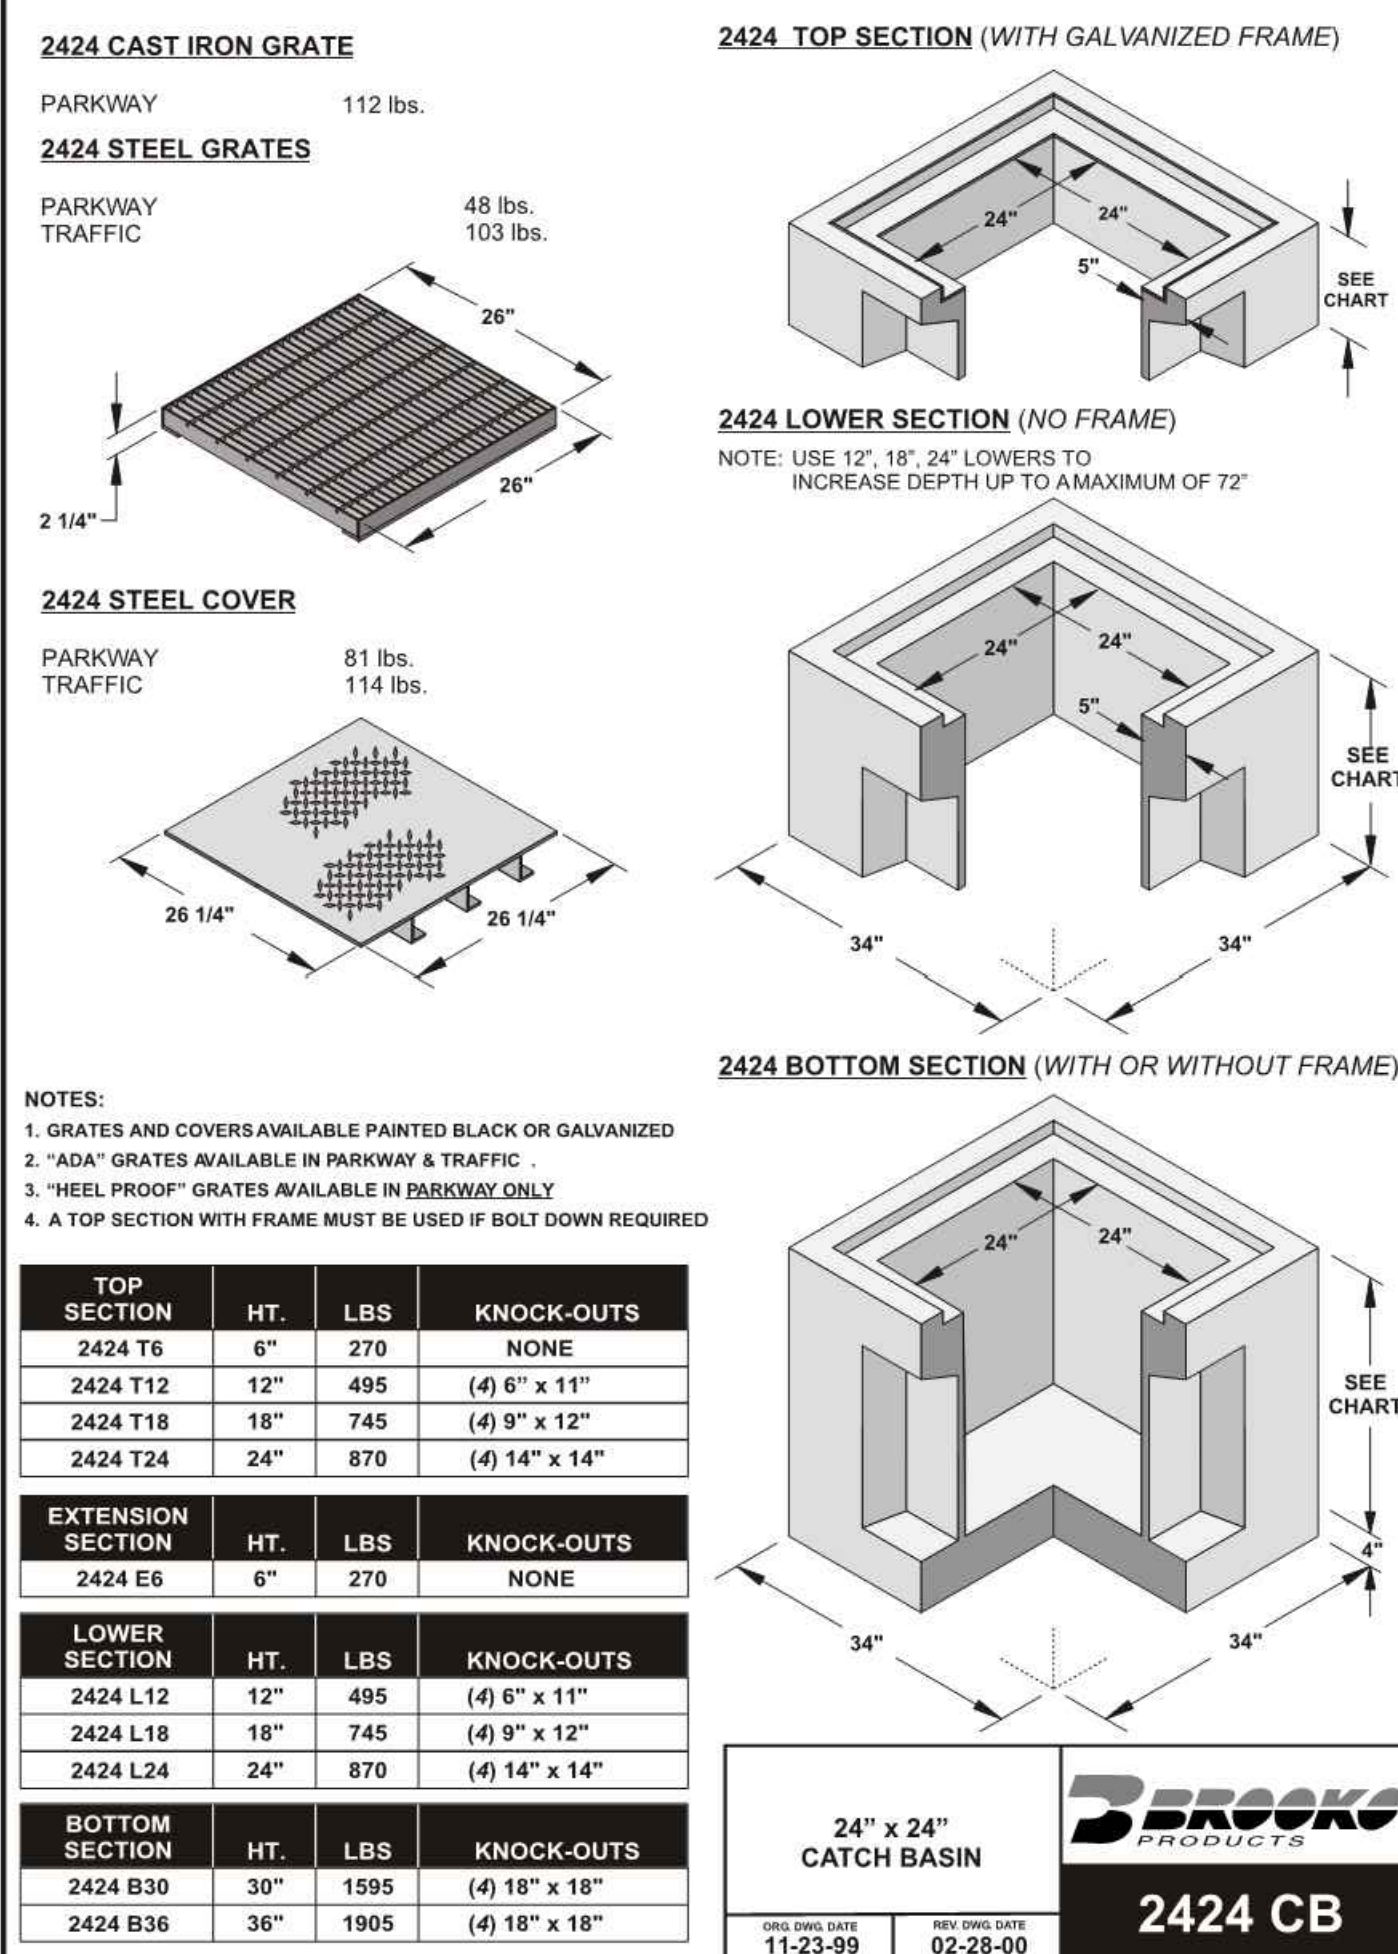 2424 CAST IRON GRATE
PARKWAY 112 lbs.
2424 STEEL GRATES
PARKWAY 48 lbs.
TRAFFIC 103 lbs.
26"
26"
2 1/4"
2424 STEEL COVER
PARKWAY 81 lbs.
TRAFFIC 114 lbs.
26 1/4"
26 1/4"
NOTES:
1. GRATES AND COVERS AVAILABLE PAINTED BLACK OR GALVANIZED
2. “ADA” GRATES AVAILABLE IN PARKWAY & TRAFFIC .
3. “HEEL PROOF” GRATES AVAILABLE IN PARKWAY ONLY
4. A TOP SECTION WITH FRAME MUST BE USED IF BOLT DOWN REQUIRED
TOP
SECTION HT. LBS KNOCK-OUTS
2424 T6 6" 270 NONE
2424 T12 12" 495 (4) 6” x 11”
2424 T18 18" 745 (4) 9" x 12"
2424 T24 24" 870 (4) 14" x 14"
EXTENSION
SECTION HT. LBS KNOCK-OUTS
2424 E6 6" 270 NONE
LOWER
SECTION HT. LBS KNOCK-OUTS
2424 L12 12" 495 (4) 6" x 11"
2424 L18 18" 745 (4) 9" x 12"
2424 L24 24" 870 (4) 14" x 14"
BOTTOM
SECTION HT. LBS KNOCK-OUTS
2424 B30 30" 1595 (4) 18" x 18"
2424 B36 36" 1905 (4) 18" x 18"
2424 TOP SECTION (WITH GALVANIZED FRAME)
24" 24"
5"
SEE
CHART
2424 LOWER SECTION (NO FRAME)
NOTE: USE 12”, 18”, 24” LOWERS TO
INCREASE DEPTH UP TO A MAXIMUM OF 72”
24" 24"
5"
SEE
CHART
34" 34"
2424 BOTTOM SECTION (WITH OR WITHOUT FRAME)
24" 24"
SEE
CHART
4"
34" 34"
24” x 24”
CATCH BASIN
ORG. DWG. DATE
11-23-99
REV. DWG. DATE
02-28-00
BROOKS
PRODUCTS
2424 CB